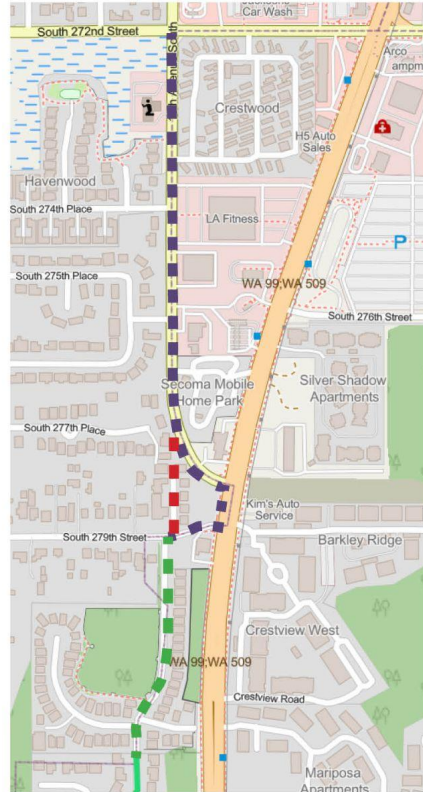 Car Wash
South 272nd Street
Arco
ampm
Crestwood
H5 Auto
Sales
Havenwood
South 274th Place
LA Fitness
P
South 275th Place
WA 99;WA 509
South 276th Street
Secoma Mobile
Home Park
Silver Shadow
Apartments
South 277th Place
Kim's Auto
Service
South 279th Street
Barkley Ridge
Crestview West
WA 99;WA 509
Crestview Road
Mariposa
Apartments